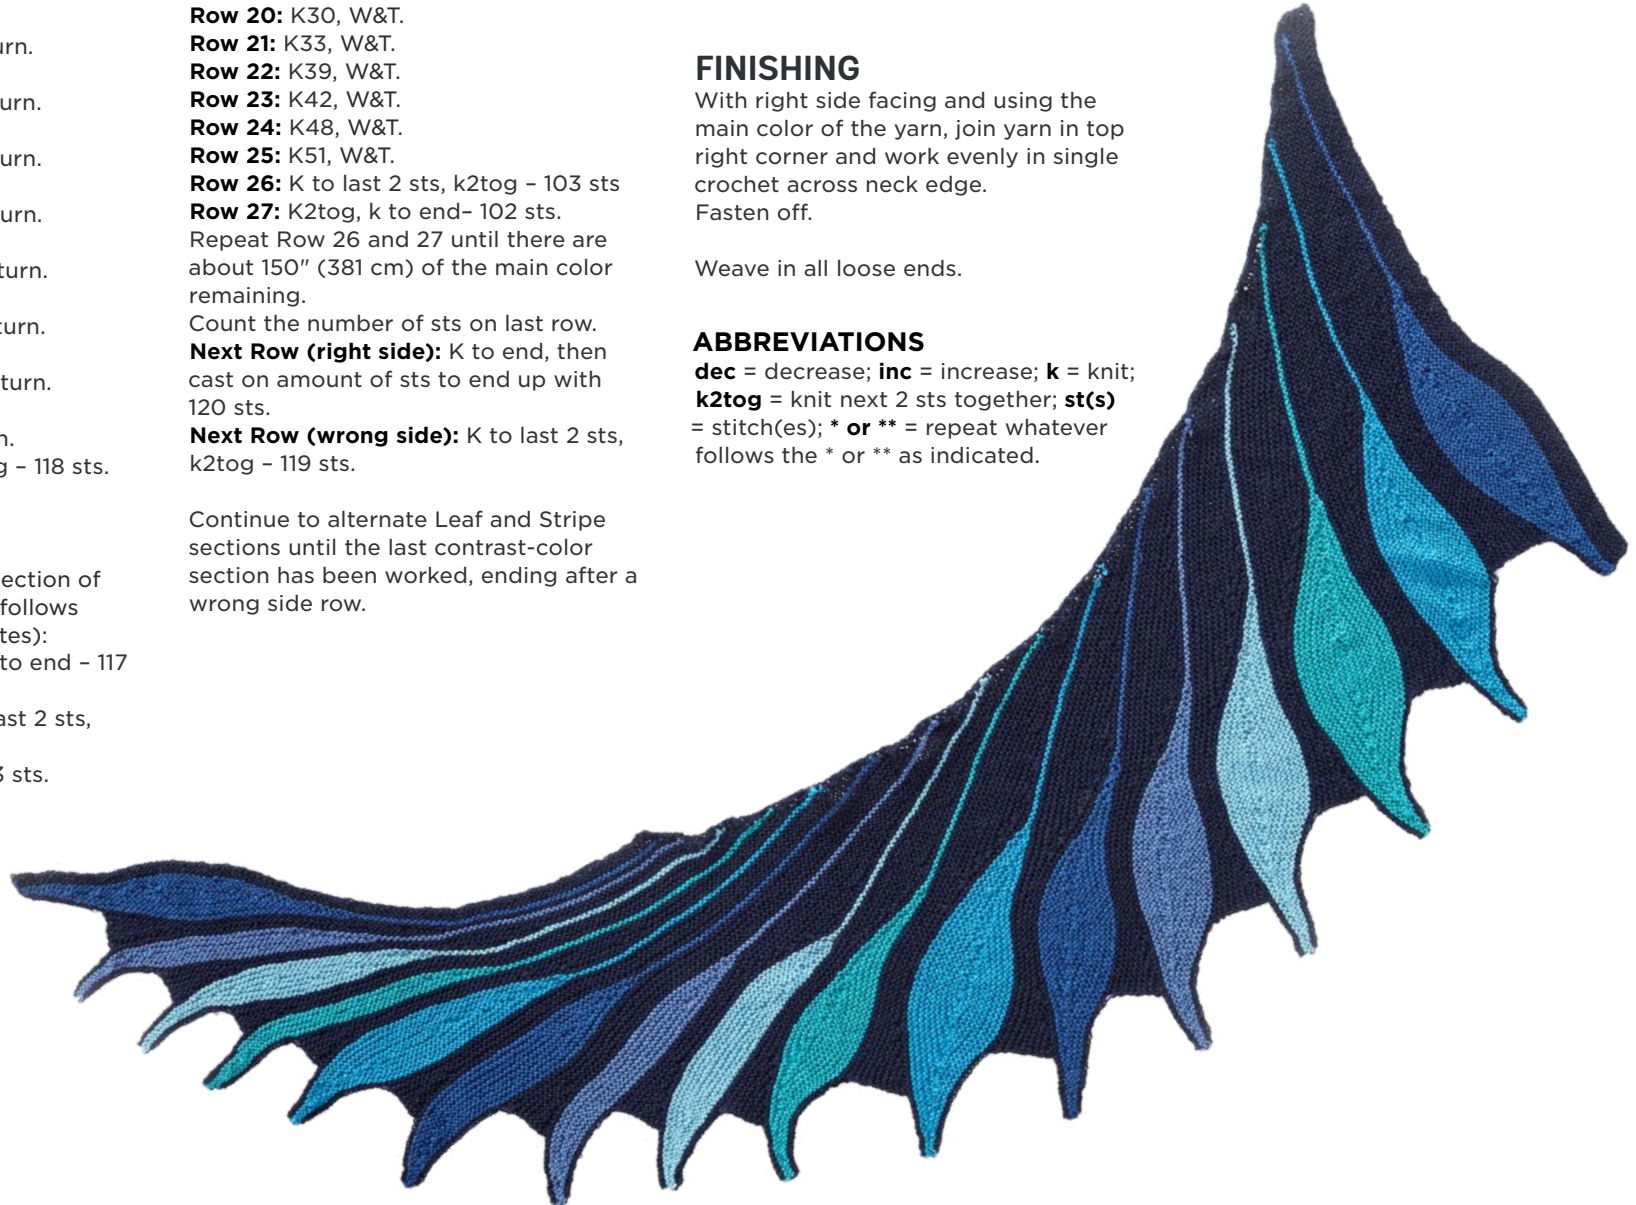 urn.
urn.
urn.
urn.
turn.
turn.
turn.
n.
g – 118 sts.
ection of
follows
tes):
to end – 117
ast 2 sts,
3 sts.
Row 20: K30, W&T.
Row 21: K33, W&T.
Row 22: K39, W&T.
Row 23: K42, W&T.
Row 24: K48, W&T.
Row 25: K51, W&T.
Row 26: K to last 2 sts, k2tog – 103 sts
Row 27: K2tog, k to end– 102 sts.
Repeat Row 26 and 27 until there are
about 150" (381 cm) of the main color
remaining.
Count the number of sts on last row.
Next Row (right side): K to end, then
cast on amount of sts to end up with
120 sts.
Next Row (wrong side): K to last 2 sts,
k2tog – 119 sts.
Continue to alternate Leaf and Stripe
sections until the last contrast-color
section has been worked, ending after a
wrong side row.
FINISHING
With right side facing and using the
main color of the yarn, join yarn in top
right corner and work evenly in single
crochet across neck edge.
Fasten off.
Weave in all loose ends.
ABBREVIATIONS
dec = decrease; inc = increase; k = knit;
k2tog = knit next 2 sts together; st(s)
= stitch(es); * or ** = repeat whatever
follows the * or ** as indicated.